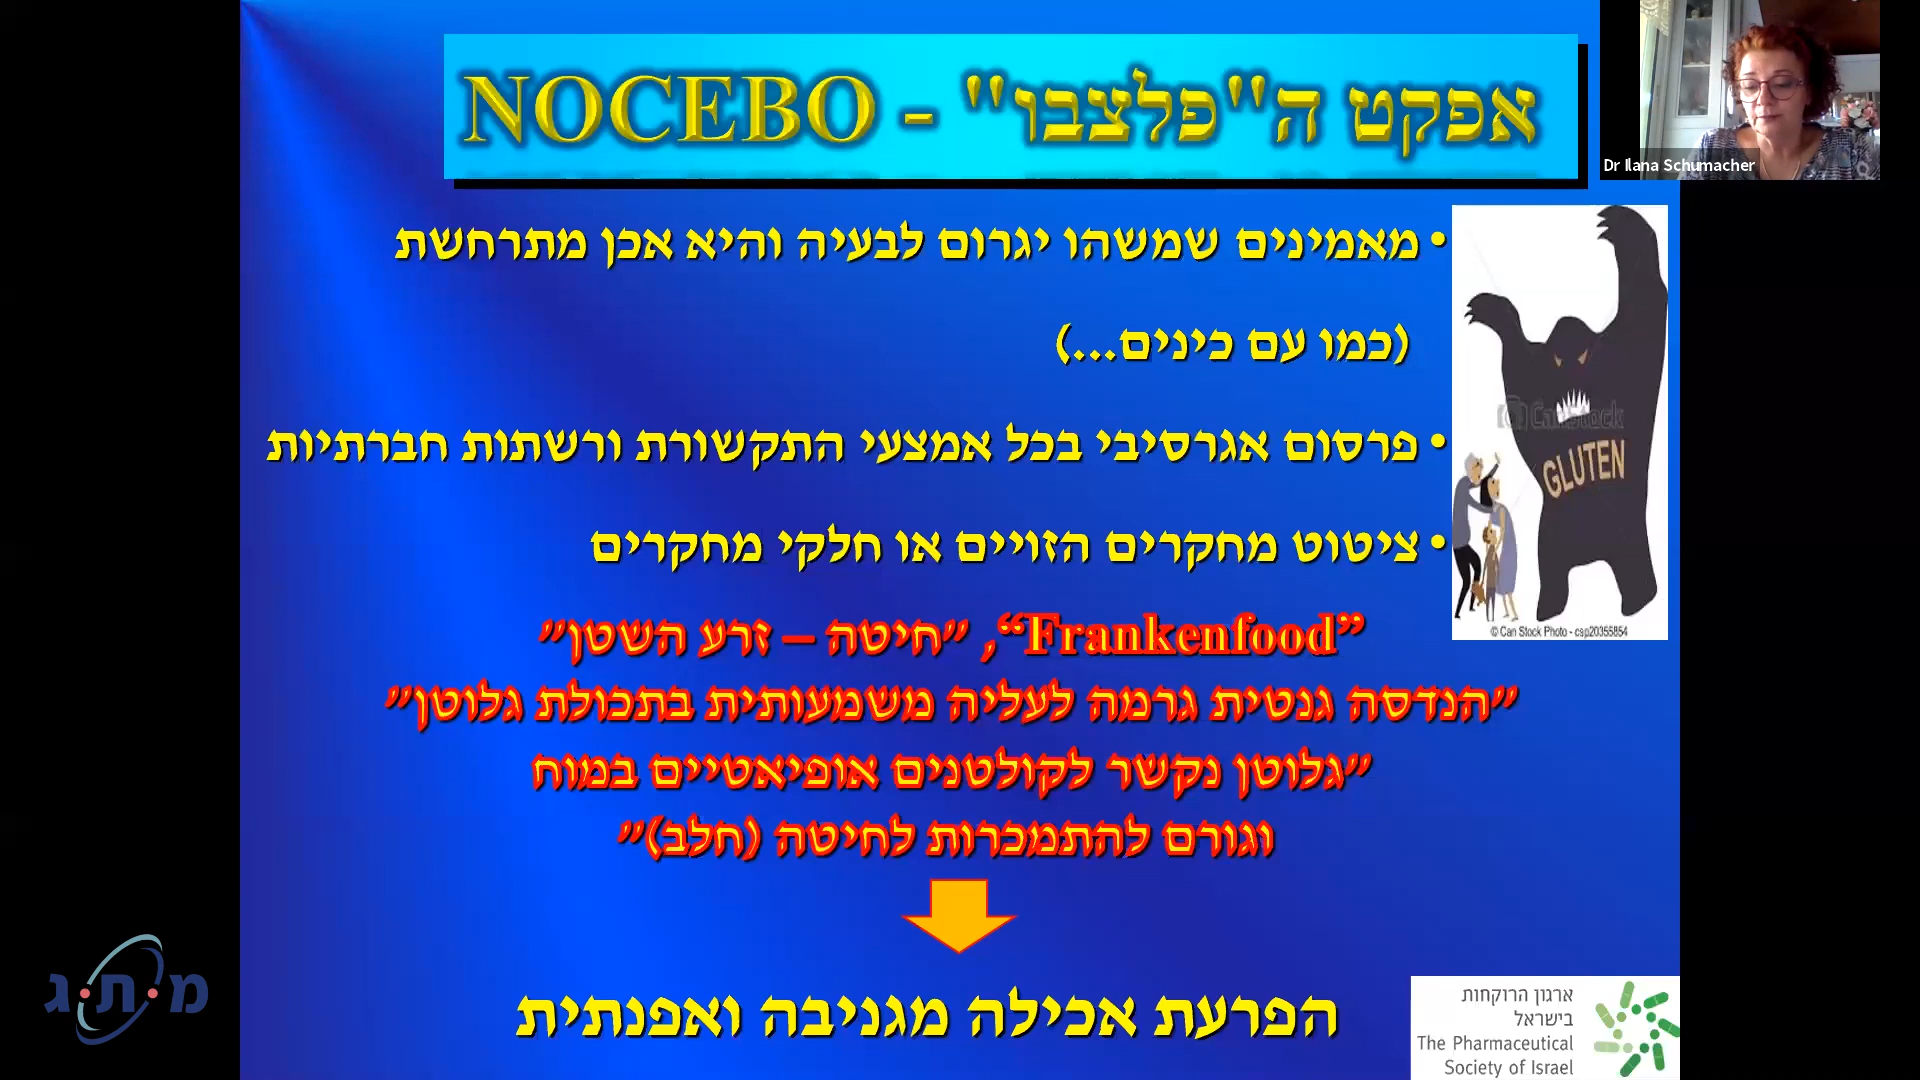 אפקט ה"פלצבו" - NOCEBO
Dr Ilana Schumacher
• מאמינים שמשהו יגרום לבעיה והיא אכן מתרחשת
(כמו עם כינים...)
• פרסום אגרסיבי בכל אמצעי התקשורת ורשתות חברתיות
• ציטוט מחקרים הזויים או חלקי מחקרים
”Frankenfood“, ״חיטה – זרע השטן״
״הנדסה גנטית גרמה לעליה משמעותית בתכולת גלוטן״
״גלוטן נקשר לקולטנים אופיאטיים במוח
וגורם להתמכרות לחיטה (חלב)״
הפרעת אכילה מגניבה ואפנתית
CanStock
GLUTEN
© Can Stock Photo - csp20355854
מ.ת.ג
ארגון הרוקחות
בישראל
The Pharmaceutical
Society of Israel